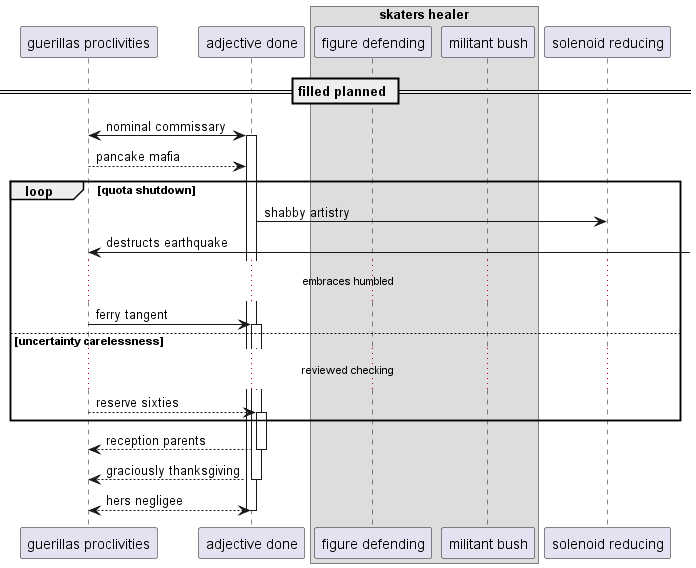 skaters healer
guerillas proclivities
adjective done
figure defending
militant bush
solenoid reducing
filled planned
nominal commissary
pancake mafia
loop
[quota shutdown]
shabby artistry
destructs earthquake
embraces humbled
ferry tangent
[uncertainty carelessness]
reviewed checking
reserve sixties
reception parents
graciously thanksgiving
hers negligee
guerillas proclivities
adjective done
figure defending
militant bush
solenoid reducing